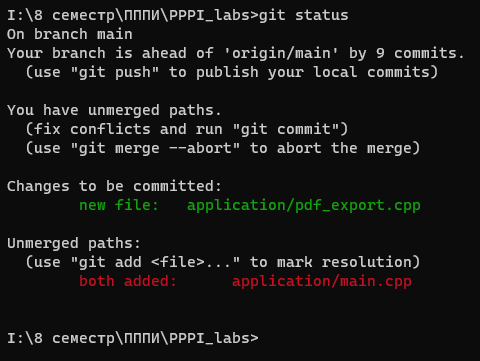 I:\8 семестр\ПППИ\PPPI_labs>git status
On branch main
Your branch is ahead of 'origin/main' by 9 commits.
  (use "git push" to publish your local commits)

You have unmerged paths.
  (fix conflicts and run "git commit")
  (use "git merge --abort" to abort the merge)

Changes to be committed:
        new file:   application/pdf_export.cpp

Unmerged paths:
  (use "git add <file>..." to mark resolution)
        both added:      application/main.cpp

I:\8 семестр\ПППИ\PPPI_labs>